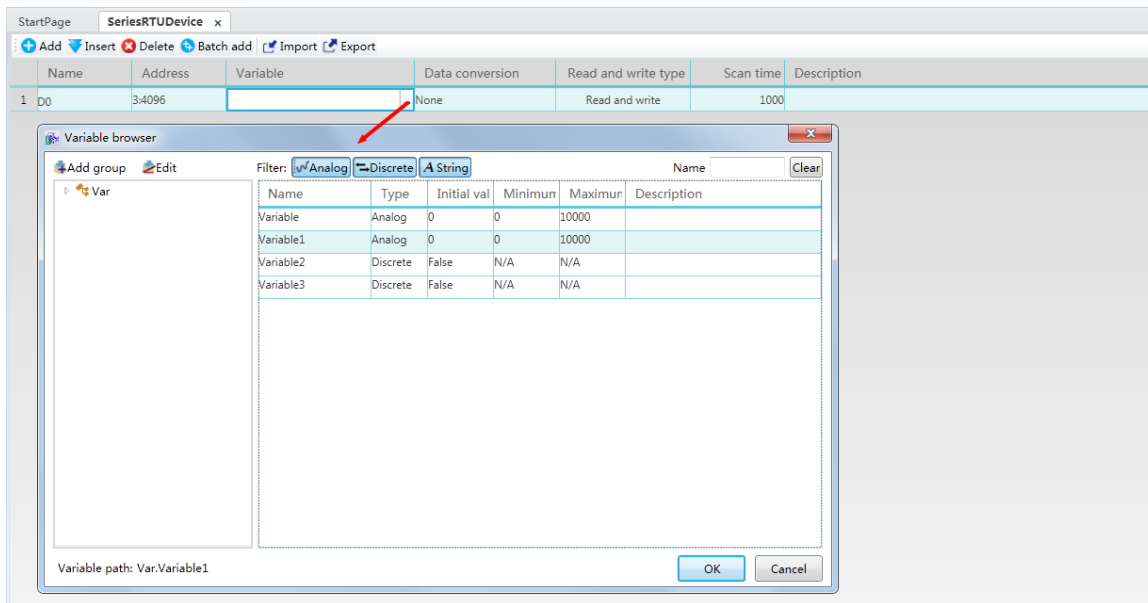 StartPage SeriesRTUDevice x
Add Insert Delete Batch add Import Export
Name Address Variable Data conversion Read and write type Scan time Description
1 D0 3:4096 None Read and write 1000
Variable browser
Add group Edit Filter: Analog Discrete A String Name Clear
Var
Name Type Initial val Minimum Maximun Description
Variable Analog 0 0 10000
Variable1 Analog 0 0 10000
Variable2 Discrete False N/A N/A
Variable3 Discrete False N/A N/A
Variable path: Var.Variable1 OK Cancel